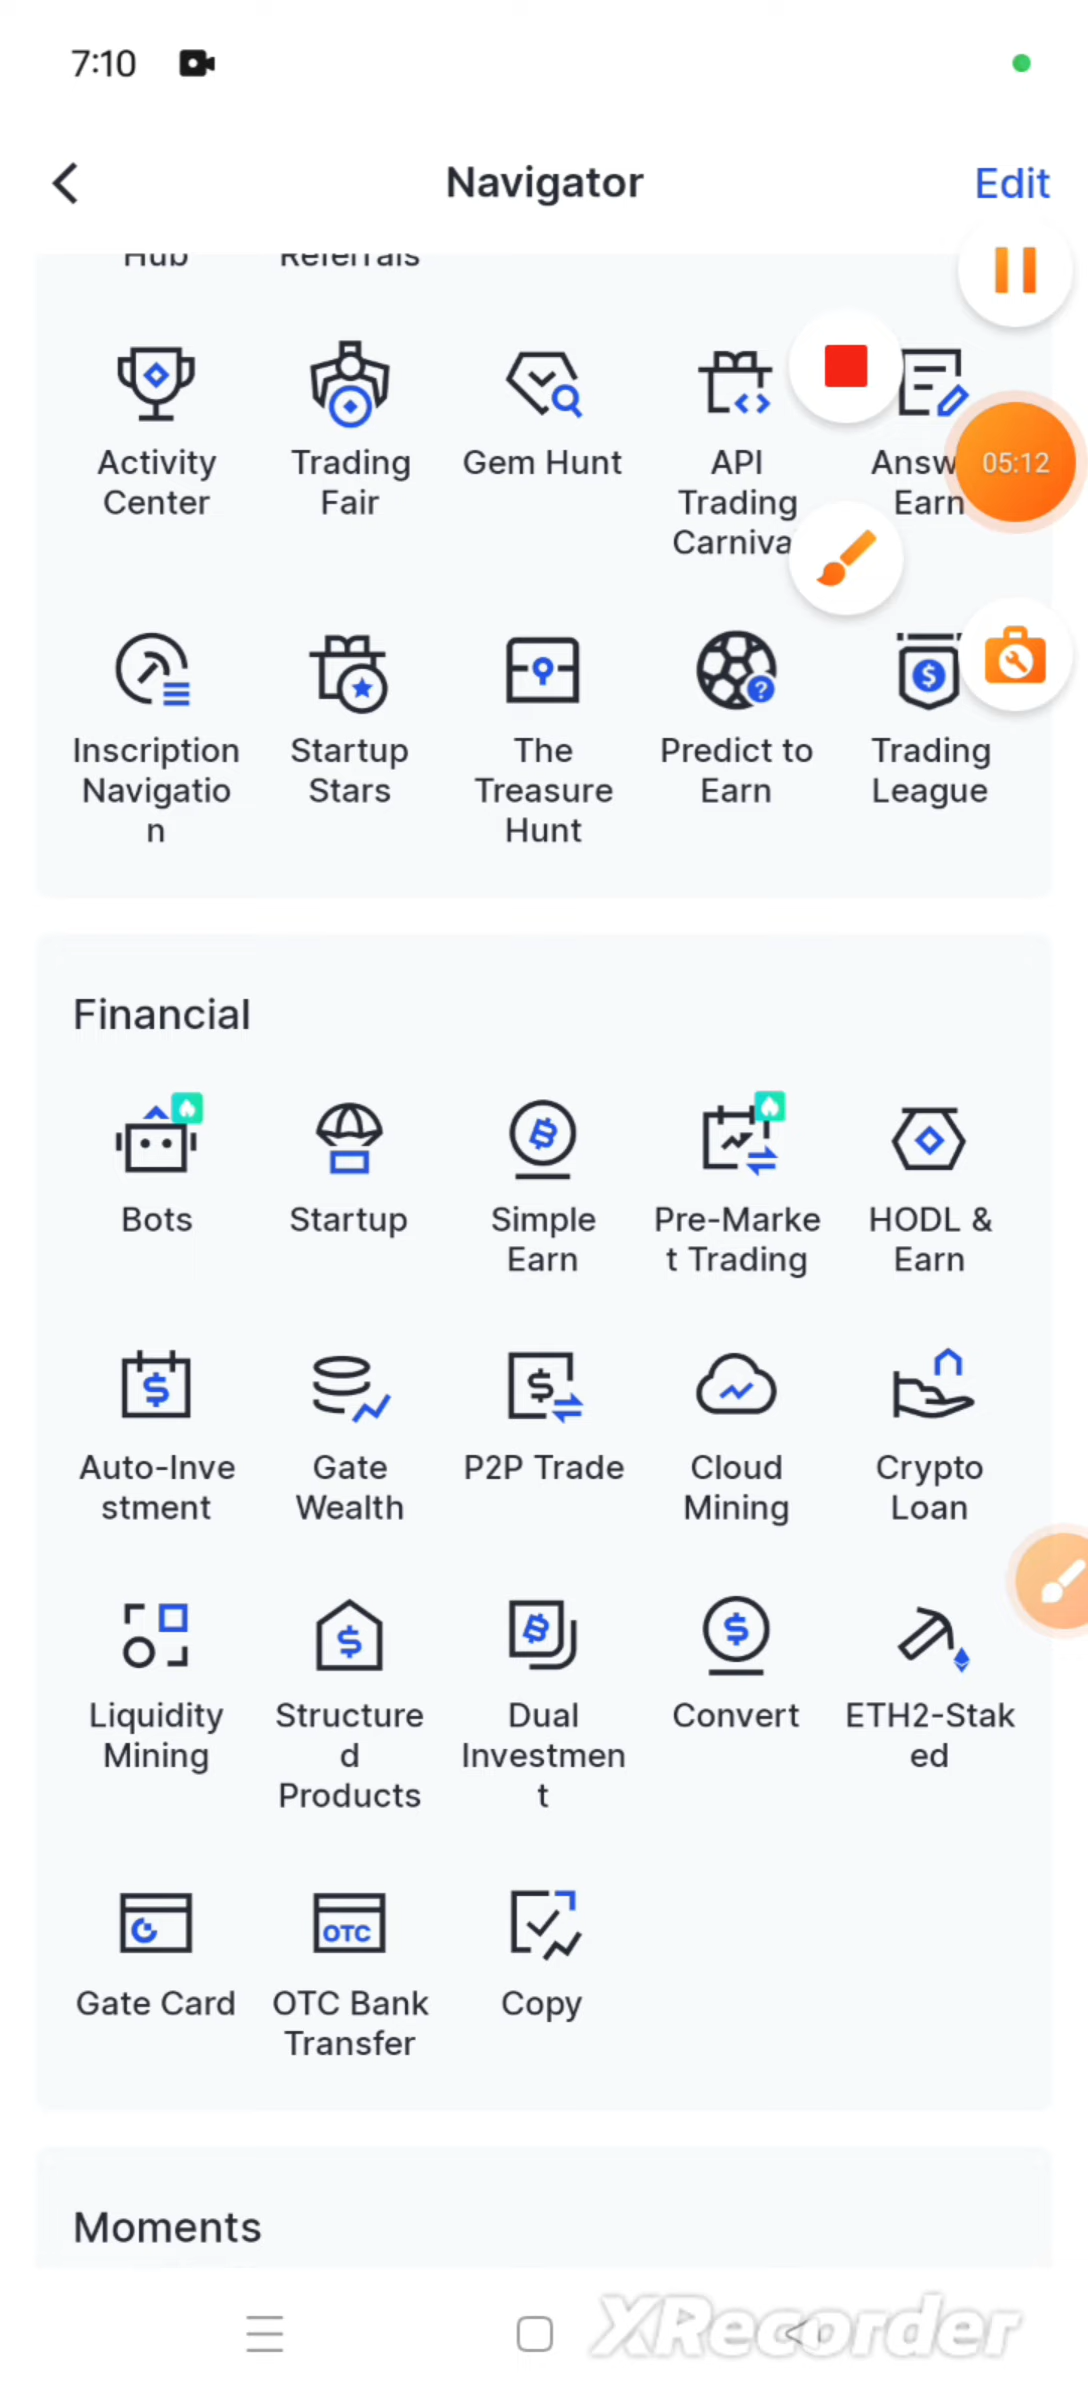 7:10
Navigator
Edit
Hub Referrals
Activity Center
Trading Fair
Gem Hunt
API Trading Carniva
Answ Earn
05:12
Inscription Navigatio n
Startup Stars
The Treasure Hunt
Predict to Earn
Trading League
Financial
Bots
Startup
Simple Earn
Pre-Marke t Trading
HODL & Earn
Auto-Inve stment
Gate Wealth
P2P Trade
Cloud Mining
Crypto Loan
Liquidity Mining
Structure d Products
Dual Investmen t
Convert
ETH2-Stak ed
Gate Card
OTC
OTC Bank Transfer
Copy
Moments
XRecorder